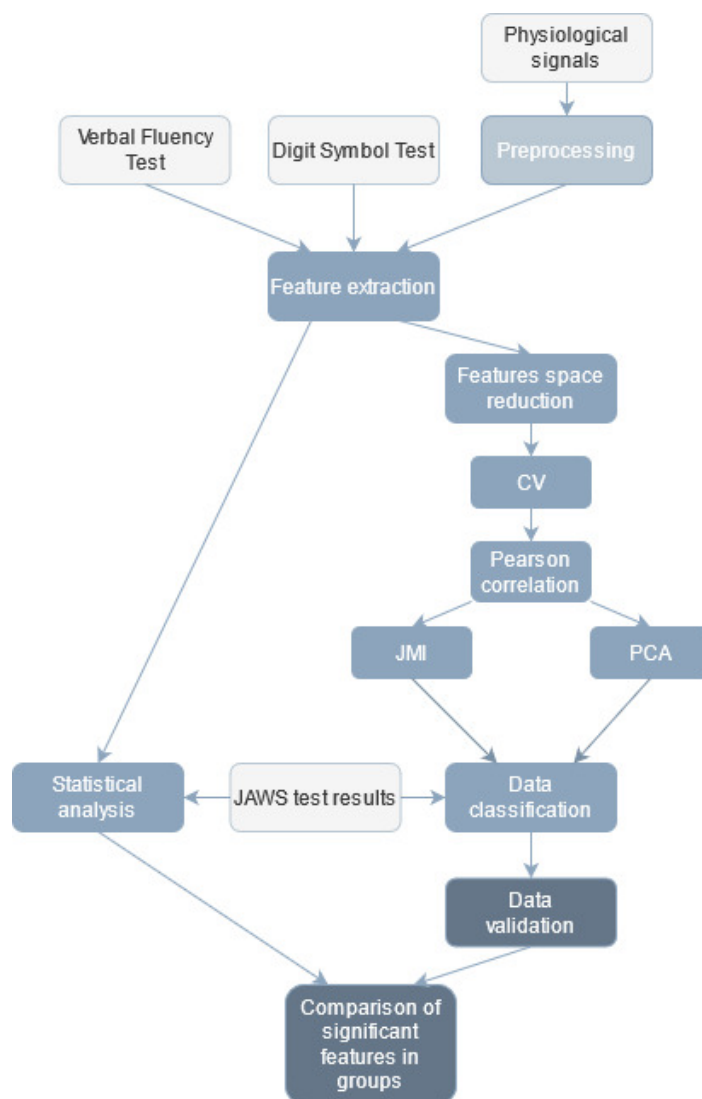 Physiological
signals
Verbal Fluency
Test
Digit Symbol Test
Preprocessing
Feature extraction
Features space
reduction
CV
Pearson
correlation
JMI
PCA
Statistical
analysis
JAWS test results
Data
classification
Data
validation
Comparison of
significant
features in
groups